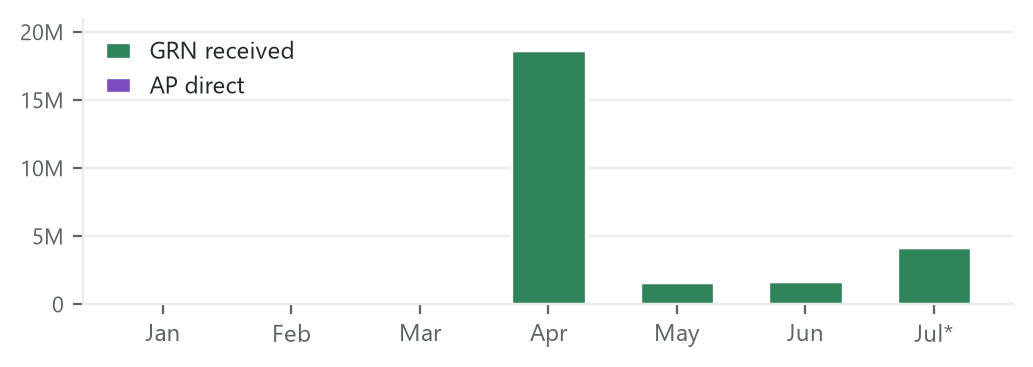 20M
GRN received
AP direct
15M
10M
5M
0
Jan Feb Mar Apr May Jun Jul*